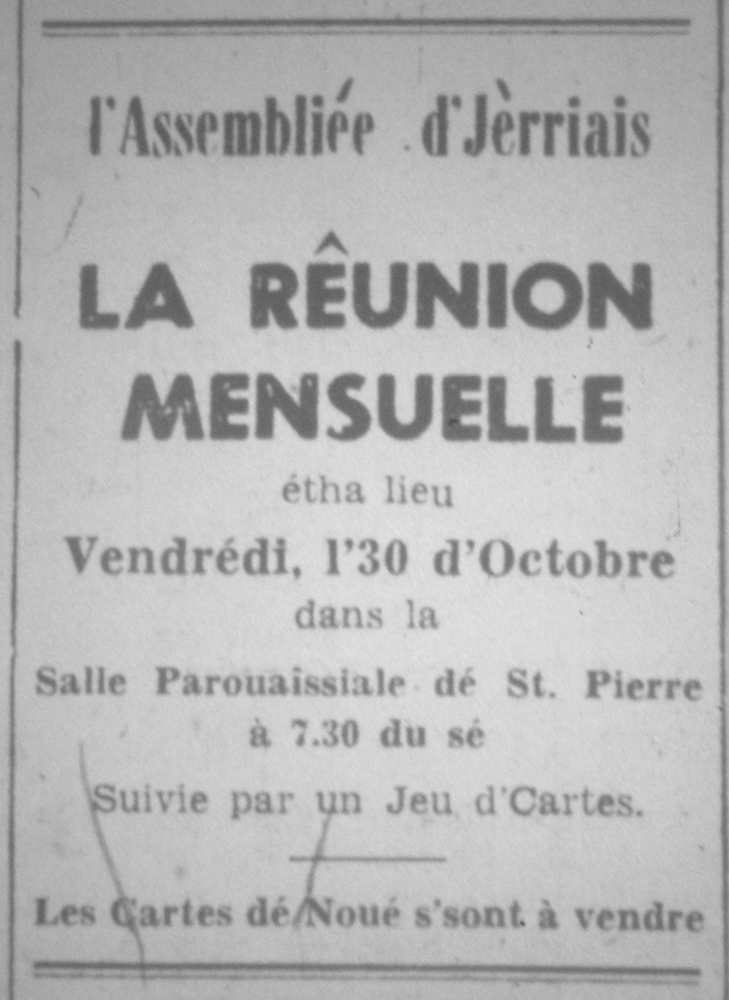 l'Assembliée d'Jèrriais
LA RÊUNION
MENSUELLE
étha lieu
Vendrédi, l'30 d'Octobre
dans la
Salle Parouaissiale dé St. Pierre
à 7.30 du sé
Suivie par un Jeu d'Cartes.
Les Cartes dé Noué s'sont à vendre